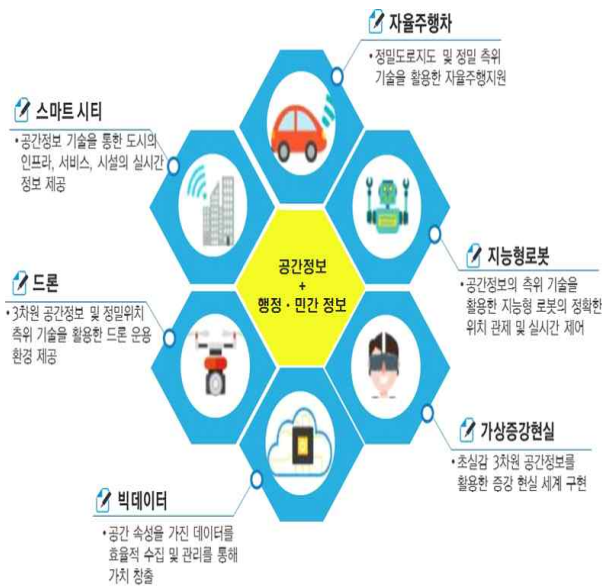 자율주행차
•정밀도로지도 및 정밀 측위
기술을 활용한 자율주행지원
스마트 시티
•공간정보 기술을 통한 도시의
인프라, 서비스, 시설의 실시간
정보 제공
공간정보
+
행정·민간 정보
지능형로봇
•공간정보의 측위 기술을
활용한 지능형 로봇의 정확한
위치 관제 및 실시간 제어
드론
•3차원 공간정보 및 정밀위치
측위 기술을 활용한 드론 운용
환경 제공
가상증강현실
•초실감 3차원 공간정보를
활용한 증강 현실 세계 구현
빅데이터
•공간 속성을 가진 데이터를
효율적 수집 및 관리를 통해
가치 창출